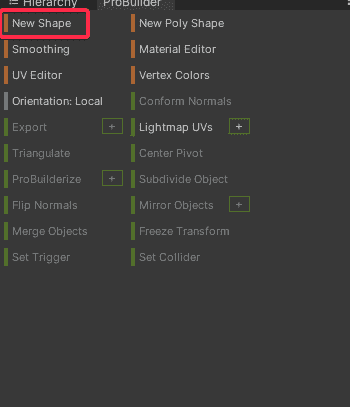 Hierarchy ProBuilder
New Shape New Poly Shape
Smoothing Material Editor
UV Editor Vertex Colors
Orientation: Local Conform Normals
Export + Lightmap UVs +
Triangulate Center Pivot
ProBuilderize + Subdivide Object
Flip Normals Mirror Objects +
Merge Objects Freeze Transform
Set Trigger Set Collider